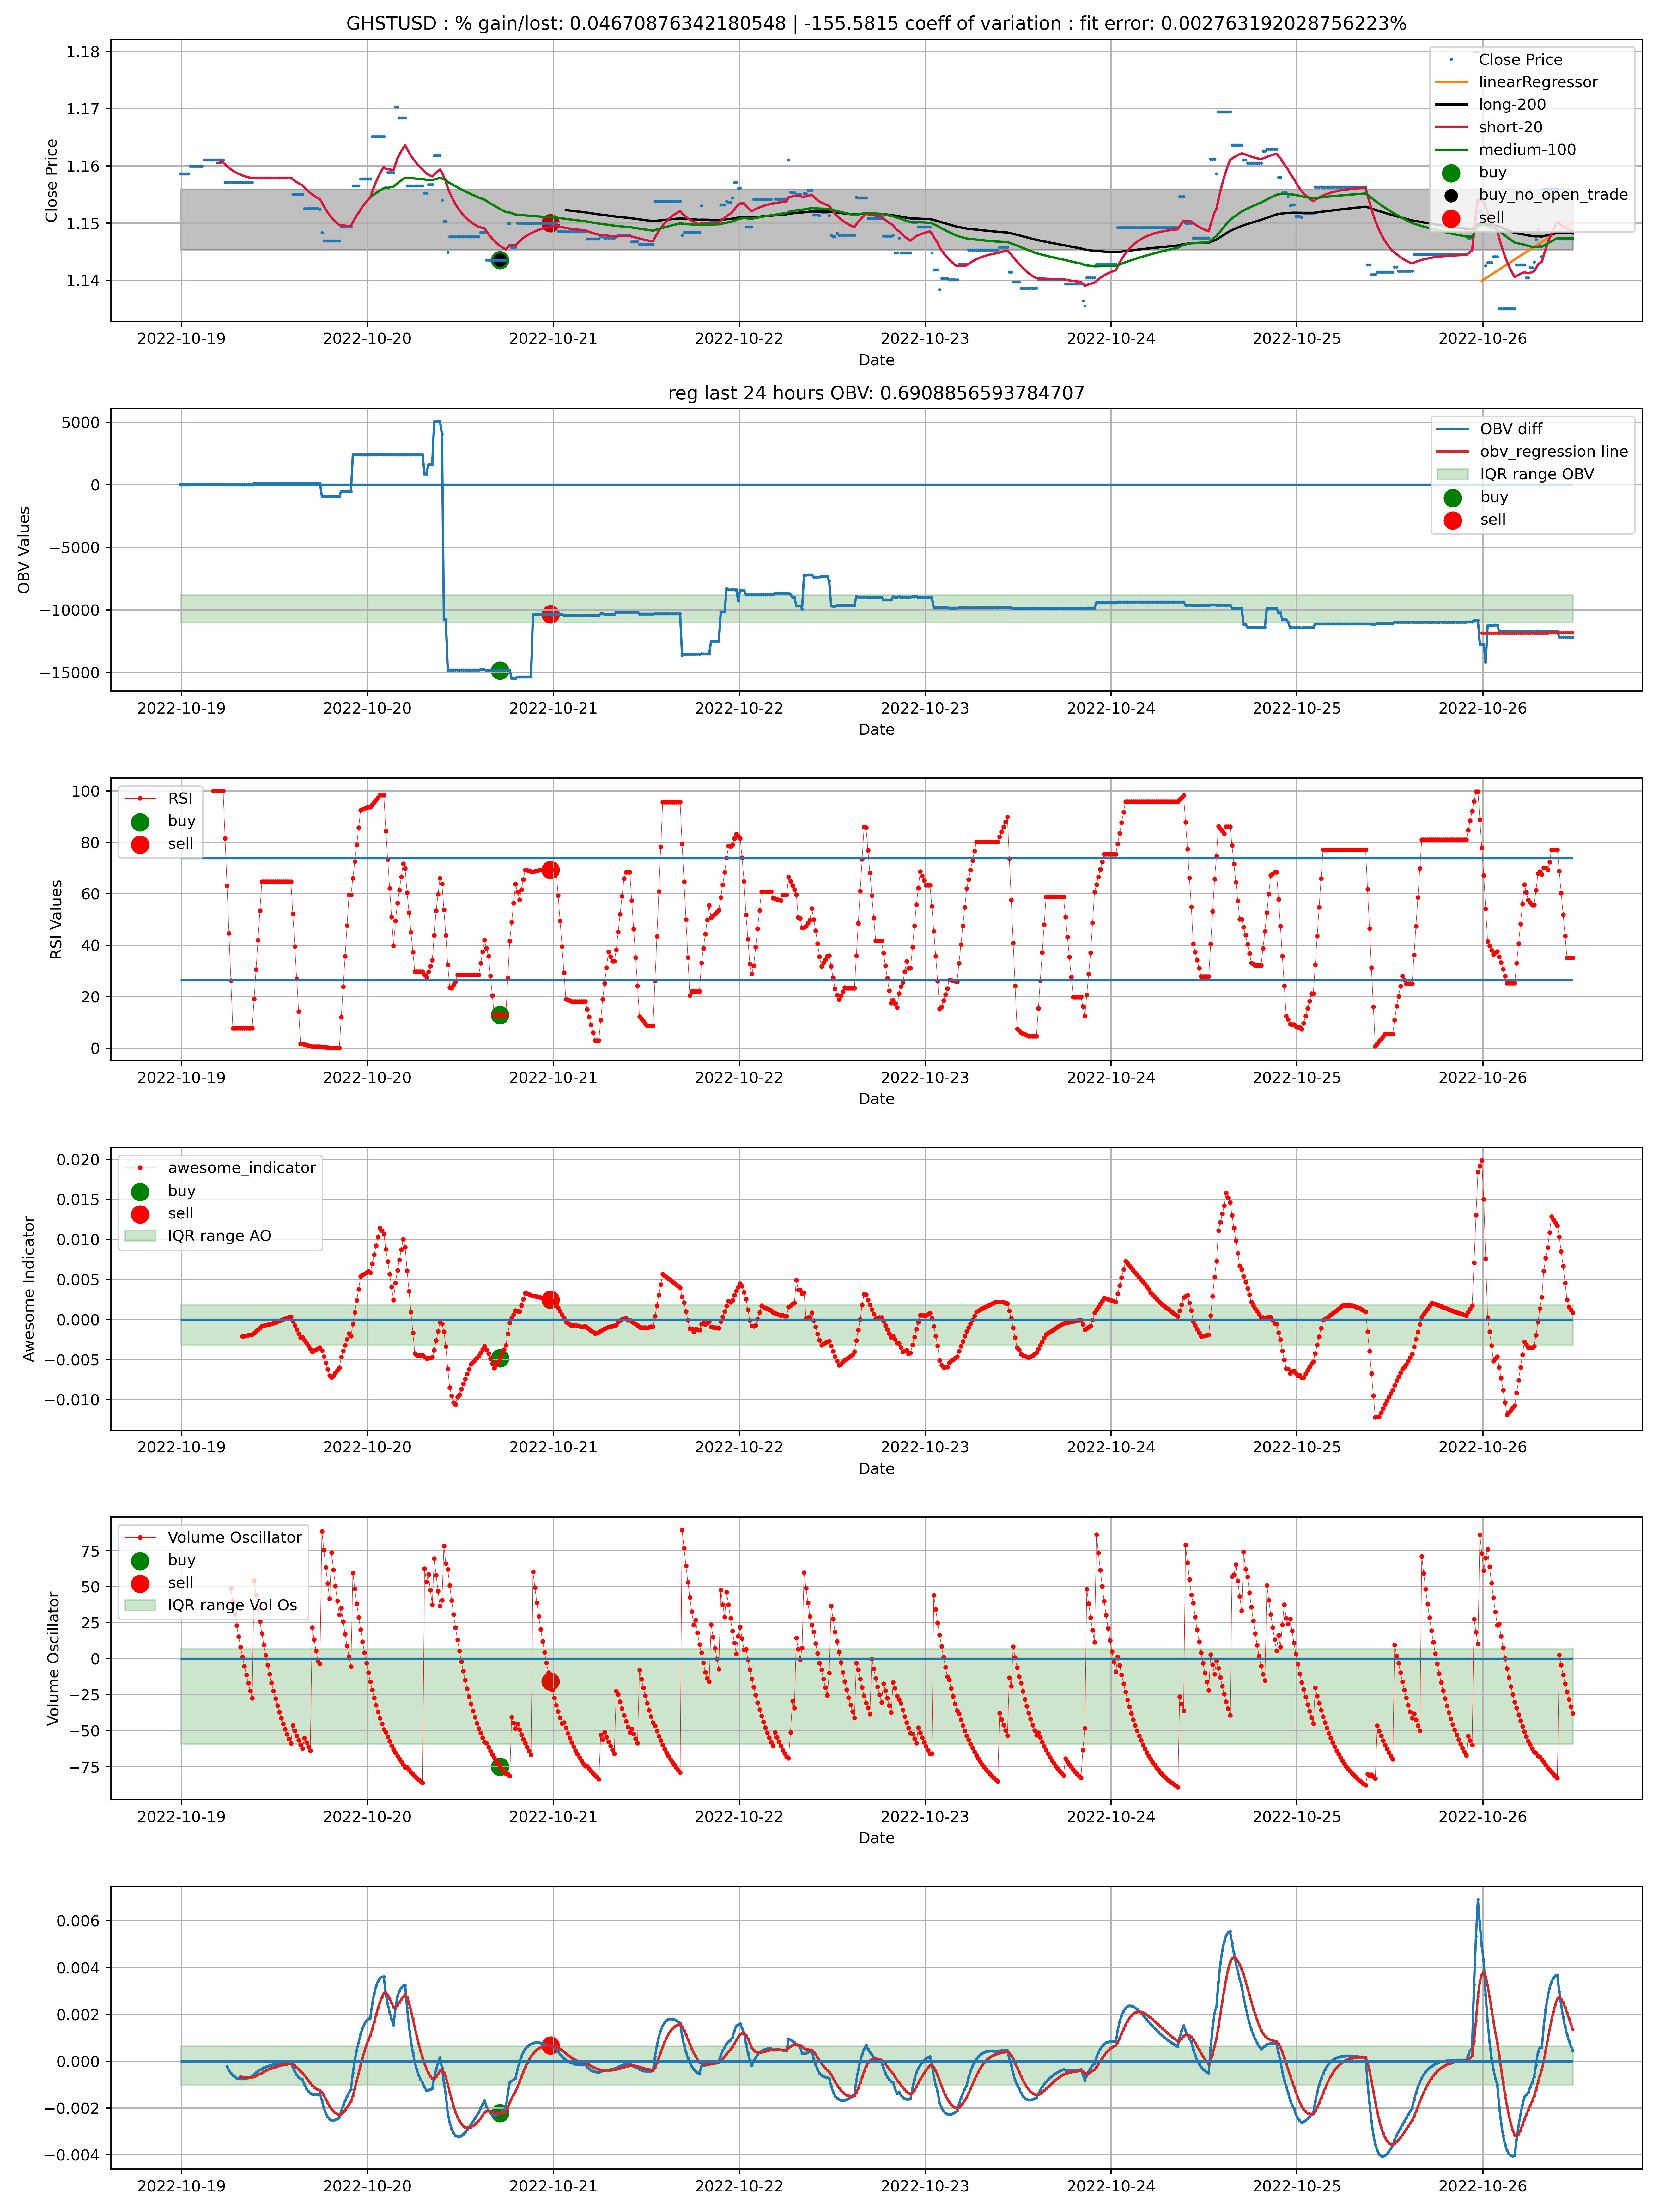 GHSTUSD : % gain/lost: 0.04670876342180548 | -155.5815 coeff of variation : fit error: 0.002763192028756223%
1.18
1.17
1.16
1.15
1.14
Close Price
Close Price
linearRegressor
long-200
short-20
medium-100
buy
buy_no_open_trade
sell
2022-10-19 2022-10-20 2022-10-21 2022-10-22 2022-10-23 2022-10-24 2022-10-25 2022-10-26
Date
reg last 24 hours OBV: 0.6908856593784707
5000
0
−5000
−10000
−15000
OBV Values
OBV diff
obv_regression line
IQR range OBV
buy
sell
2022-10-19 2022-10-20 2022-10-21 2022-10-22 2022-10-23 2022-10-24 2022-10-25 2022-10-26
Date
100
80
60
40
20
0
RSI Values
RSI
buy
sell
2022-10-19 2022-10-20 2022-10-21 2022-10-22 2022-10-23 2022-10-24 2022-10-25 2022-10-26
Date
0.020
0.015
0.010
0.005
0.000
−0.005
−0.010
Awesome Indicator
awesome_indicator
buy
sell
IQR range AO
2022-10-19 2022-10-20 2022-10-21 2022-10-22 2022-10-23 2022-10-24 2022-10-25 2022-10-26
Date
75
50
25
0
−25
−50
−75
Volume Oscillator
Volume Oscillator
buy
sell
IQR range Vol Os
2022-10-19 2022-10-20 2022-10-21 2022-10-22 2022-10-23 2022-10-24 2022-10-25 2022-10-26
Date
0.006
0.004
0.002
0.000
−0.002
−0.004
2022-10-19 2022-10-20 2022-10-21 2022-10-22 2022-10-23 2022-10-24 2022-10-25 2022-10-26